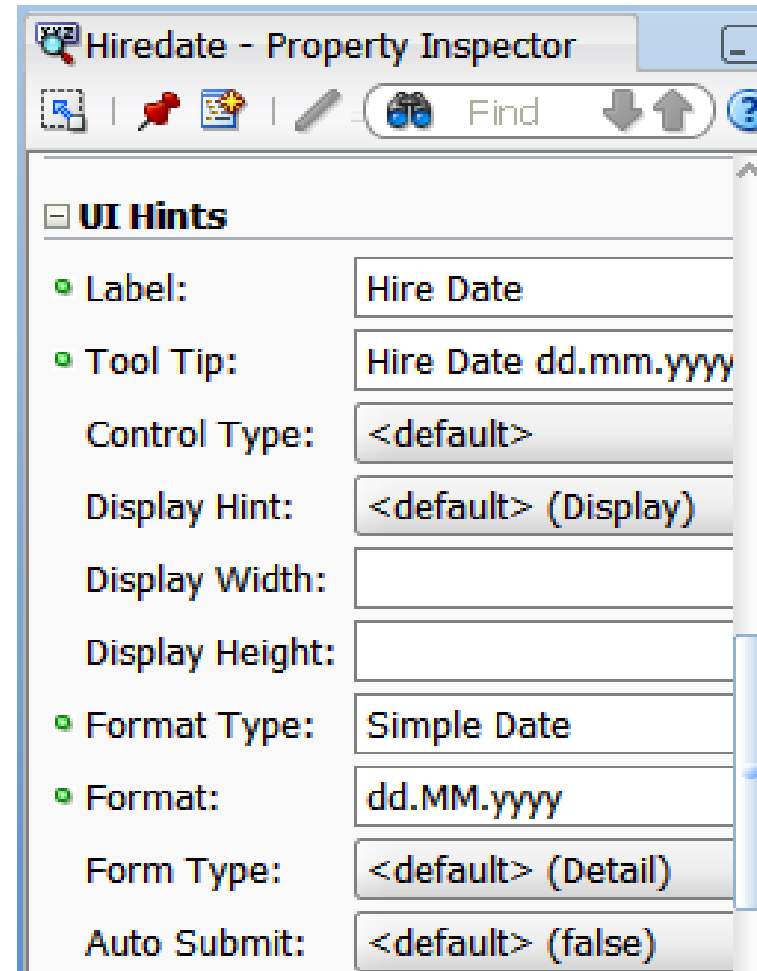 Hiredate - Property Inspector
Find
UI Hints
Label: Hire Date
Tool Tip: Hire Date dd.mm.yyyy
Control Type: <default>
Display Hint: <default> (Display)
Display Width:
Display Height:
Format Type: Simple Date
Format: dd.MM.yyyy
Form Type: <default> (Detail)
Auto Submit: <default> (false)